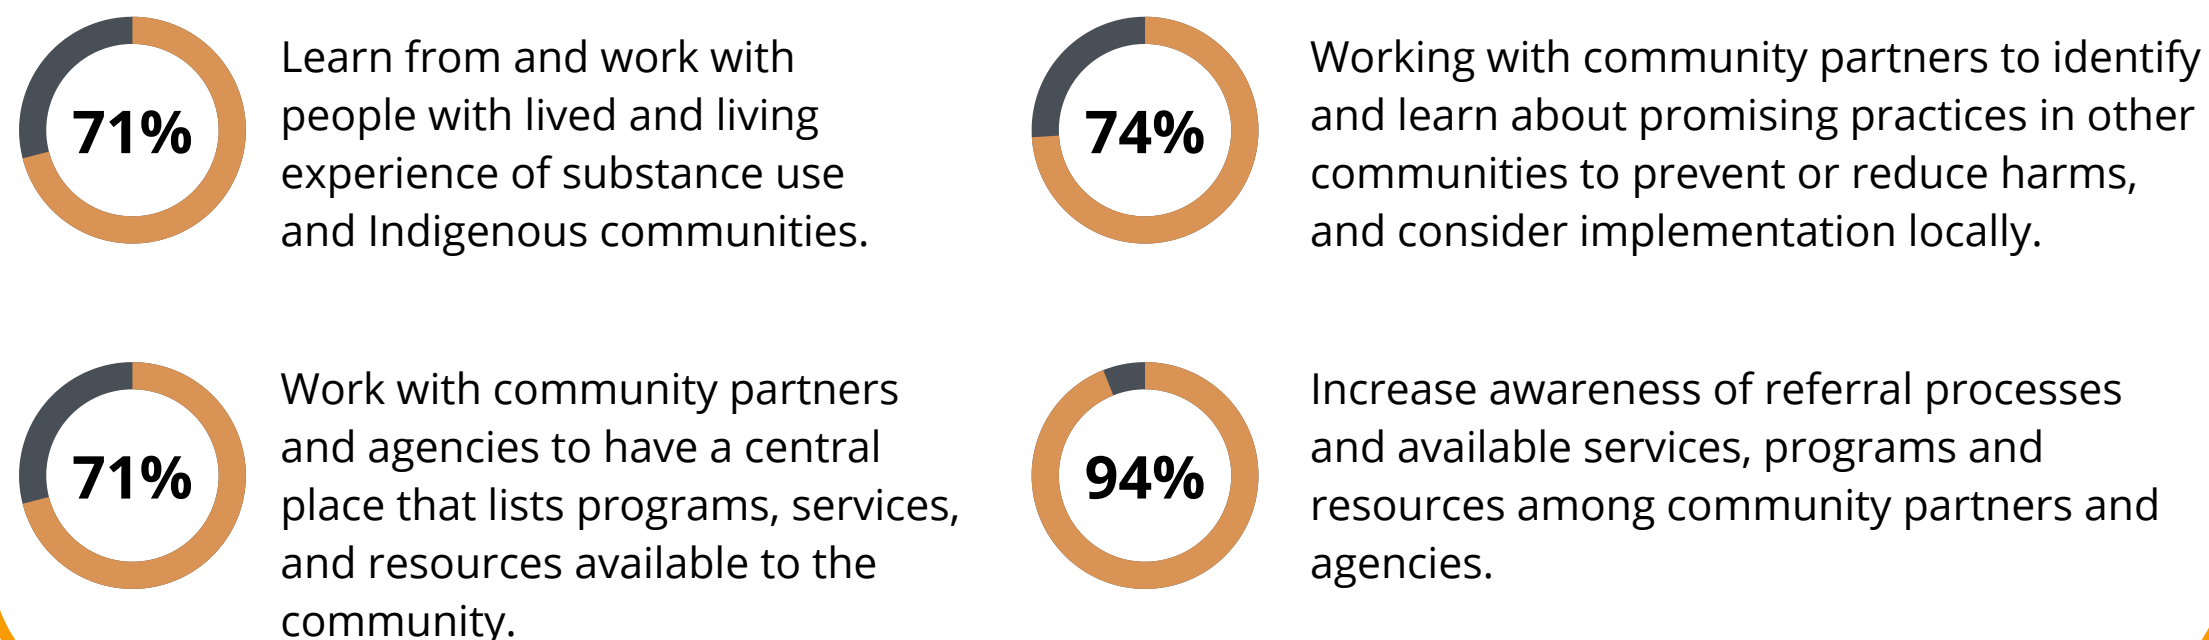 71%
Learn from and work with
people with lived and living
experience of substance use
and Indigenous communities.
74%
Working with community partners to identify
and learn about promising practices in other
communities to prevent or reduce harms,
and consider implementation locally.
71%
Work with community partners
and agencies to have a central
place that lists programs, services,
and resources available to the
community.
94%
Increase awareness of referral processes
and available services, programs and
resources among community partners and
agencies.